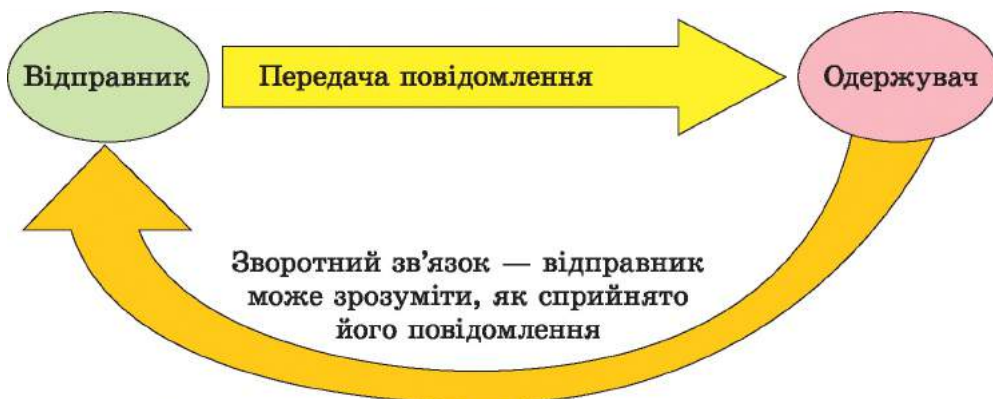 Відправник
Передача повідомлення
Одержувач
Зворотний зв'язок — відправник
може зрозуміти, як сприйнято
його повідомлення